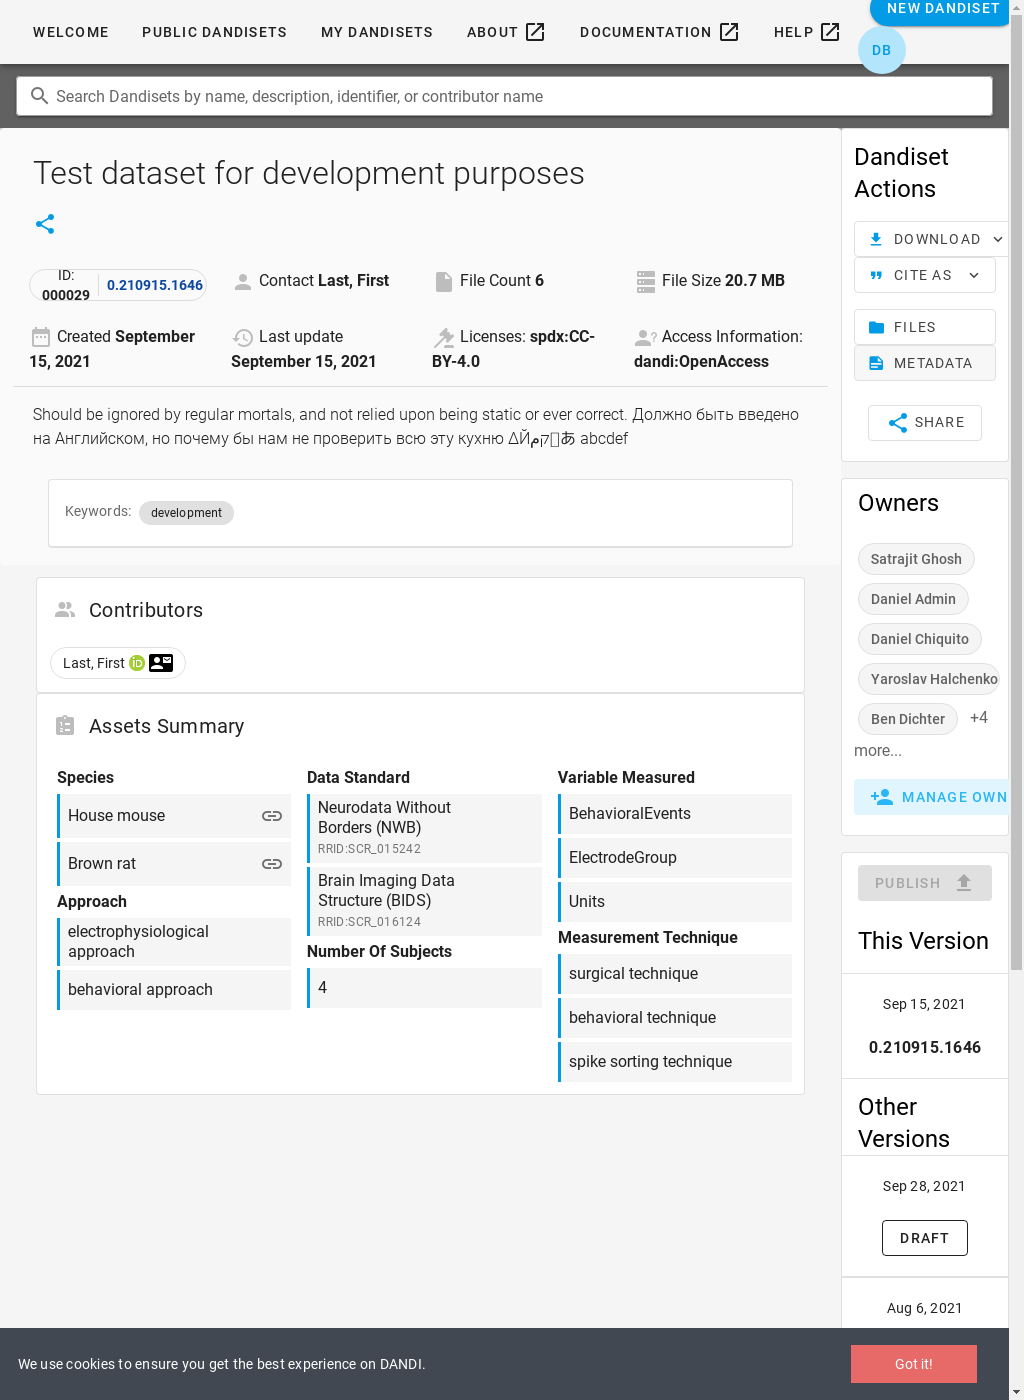 WELCOME PUBLIC DANDISETS MY DANDISETS ABOUT DOCUMENTATION HELP NEW DANDISET
DB
Search Dandisets by name, description, identifier, or contributor name
Test dataset for development purposes
ID: 000029 0.210915.1646
Contact Last, First
File Count 6
File Size 20.7 MB
Created September
15, 2021
Last update
September 15, 2021
Licenses: spdx:CC-
BY-4.0
Access Information:
dandi:OpenAccess
Should be ignored by regular mortals, and not relied upon being static or ever correct. Должно быть введено
на Английском, но почему бы нам не проверить всю эту кухню ΔЙקم あ abcdef
Keywords: development
Contributors
Last, First
Assets Summary
Species
House mouse
Brown rat
Approach
electrophysiological
approach
behavioral approach
Data Standard
Neurodata Without
Borders (NWB)
RRID:SCR_015242
Brain Imaging Data
Structure (BIDS)
RRID:SCR_016124
Number Of Subjects
4
Variable Measured
BehavioralEvents
ElectrodeGroup
Units
Measurement Technique
surgical technique
behavioral technique
spike sorting technique
Dandiset
Actions
DOWNLOAD
CITE AS
FILES
METADATA
SHARE
Owners
Satrajit Ghosh
Daniel Admin
Daniel Chiquito
Yaroslav Halchenko
Ben Dichter +4
more...
MANAGE OWN
PUBLISH
This Version
Sep 15, 2021
0.210915.1646
Other
Versions
Sep 28, 2021
DRAFT
Aug 6, 2021
We use cookies to ensure you get the best experience on DANDI.
Got it!